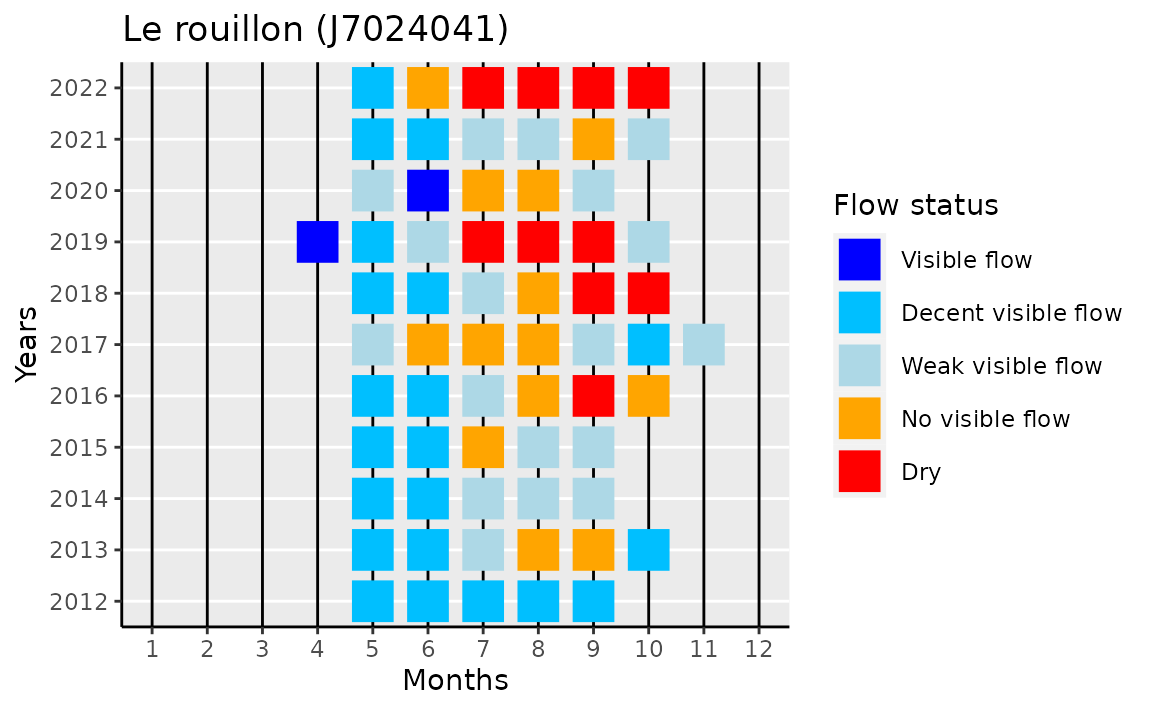 Le rouillon (J7024041)
2022
2021
2020
2019
2018
2017
2016
2015
2014
2013
2012
Years
1 2 3 4 5 6 7 8 9 10 11 12
Months
Flow status
Visible flow
Decent visible flow
Weak visible flow
No visible flow
Dry